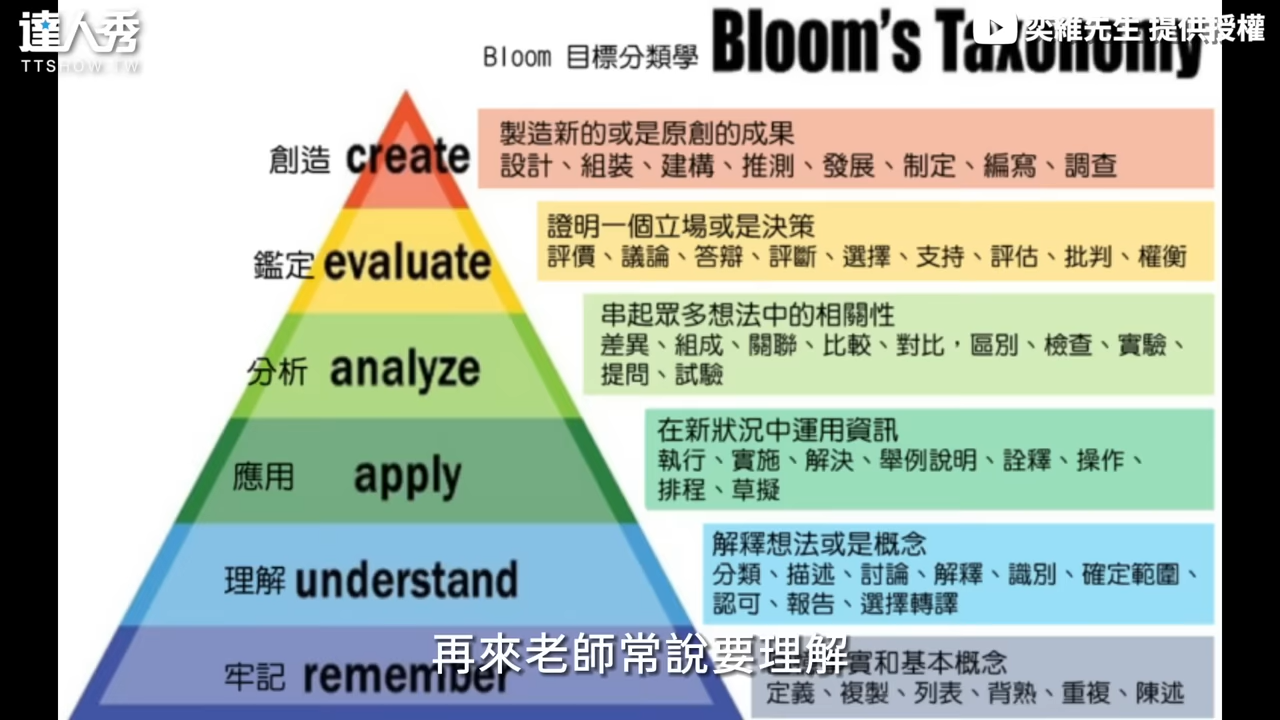 達人秀
TTSHOW.TW
奕維先生 提供授權
Bloom 目標分類學
Bloom's Taxonomy
創造 create
製造新的或是原創的成果
設計、組裝、建構、推測、發展、制定、編寫、調查
鑑定 evaluate
證明一個立場或是決策
評價、議論、答辯、評斷、選擇、支持、評估、批判、權衡
分析 analyze
串起眾多想法中的相關性
差異、組成、關聯、比較、對比，區別、檢查、實驗、
提問、試驗
應用 apply
在新狀況中運用資訊
執行、實施、解決、舉例說明、詮釋、操作、
排程、草擬
理解 understand
解釋想法或是概念
分類、描述、討論、解釋、識別、確定範圍、
認可、報告、選擇轉譯
牢記 remember
實和基本概念
定義、複製、列表、背熟、重複、陳述
再來老師常說要理解